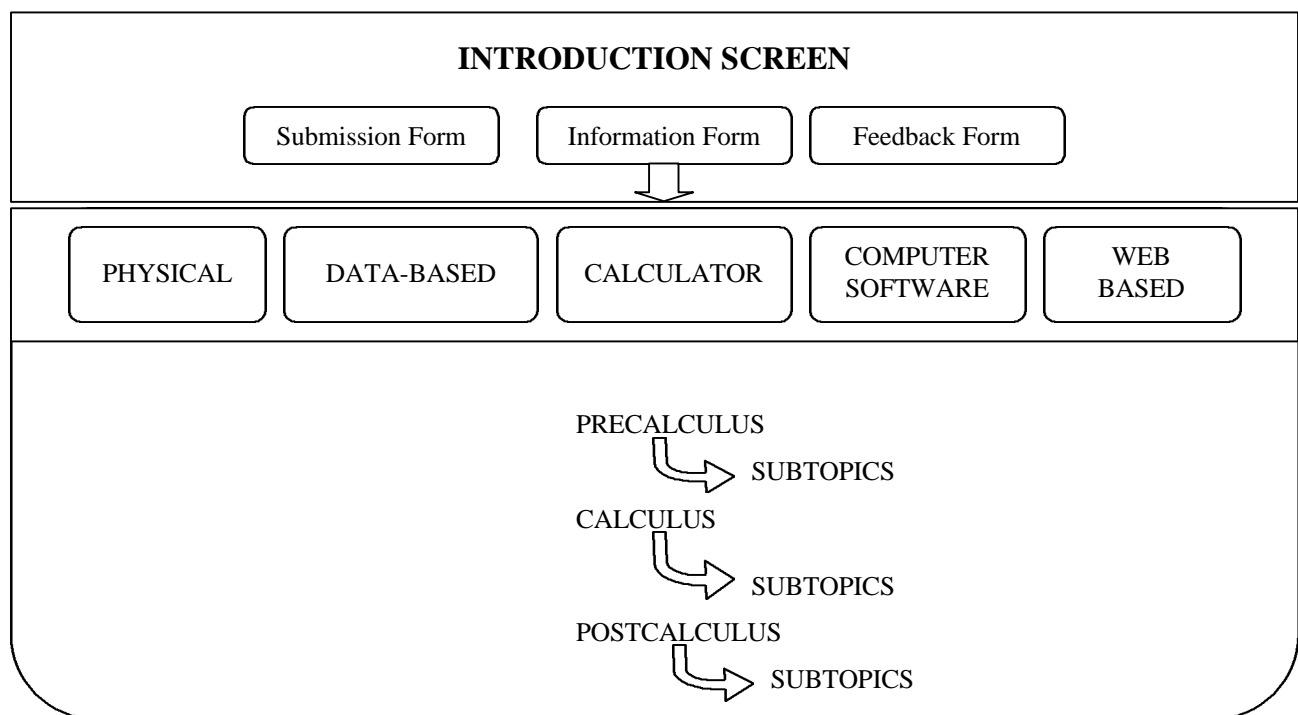 INTRODUCTION SCREEN
Submission Form
Information Form
Feedback Form
PHYSICAL
DATA-BASED
CALCULATOR
COMPUTER
SOFTWARE
WEB
BASED
PRECALCULUS
SUBTOPICS
CALCULUS
SUBTOPICS
POSTCALCULUS
SUBTOPICS